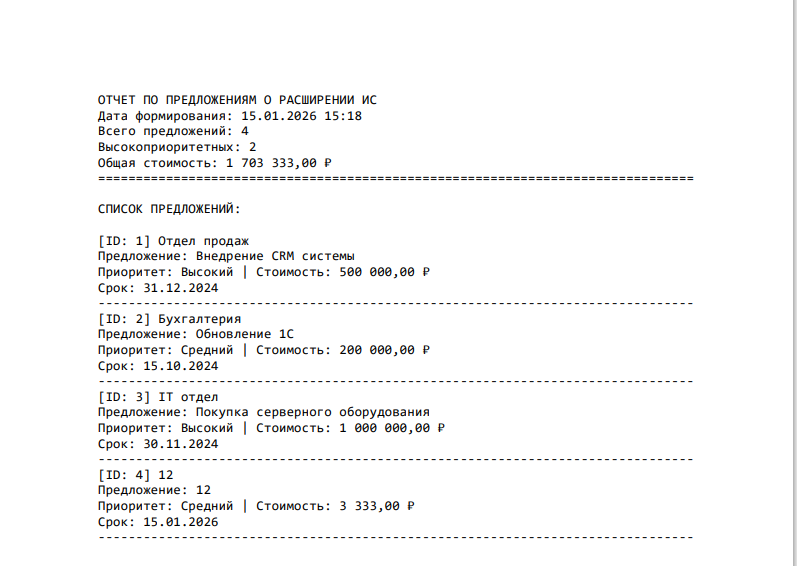 ОТЧЕТ ПО ПРЕДЛОЖЕНИЯМ О РАСШИРЕНИИ ИС
Дата формирования: 15.01.2026 15:18
Всего предложений: 4
Высокоприоритетных: 2
Общая стоимость: 1 703 333,00 ₽
===============================================================================
СПИСОК ПРЕДЛОЖЕНИЙ:
[ID: 1] Отдел продаж
Предложение: Внедрение CRM системы
Приоритет: Высокий | Стоимость: 500 000,00 ₽
Срок: 31.12.2024
-------------------------------------------------------------------------------
[ID: 2] Бухгалтерия
Предложение: Обновление 1С
Приоритет: Средний | Стоимость: 200 000,00 ₽
Срок: 15.10.2024
-------------------------------------------------------------------------------
[ID: 3] IT отдел
Предложение: Покупка серверного оборудования
Приоритет: Высокий | Стоимость: 1 000 000,00 ₽
Срок: 30.11.2024
-------------------------------------------------------------------------------
[ID: 4] 12
Предложение: 12
Приоритет: Средний | Стоимость: 3 333,00 ₽
Срок: 15.01.2026
-------------------------------------------------------------------------------